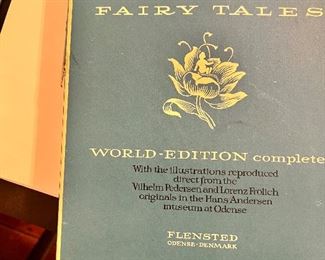 FAIRY TALES
WORLD-EDITION complete
With the illustrations reproduced
direct from the
Vilhelm Pedersen and Lorenz Frölich
originals in the Hans Andersen
museum at Odense
FLENSTED
ODENSE - DENMARK